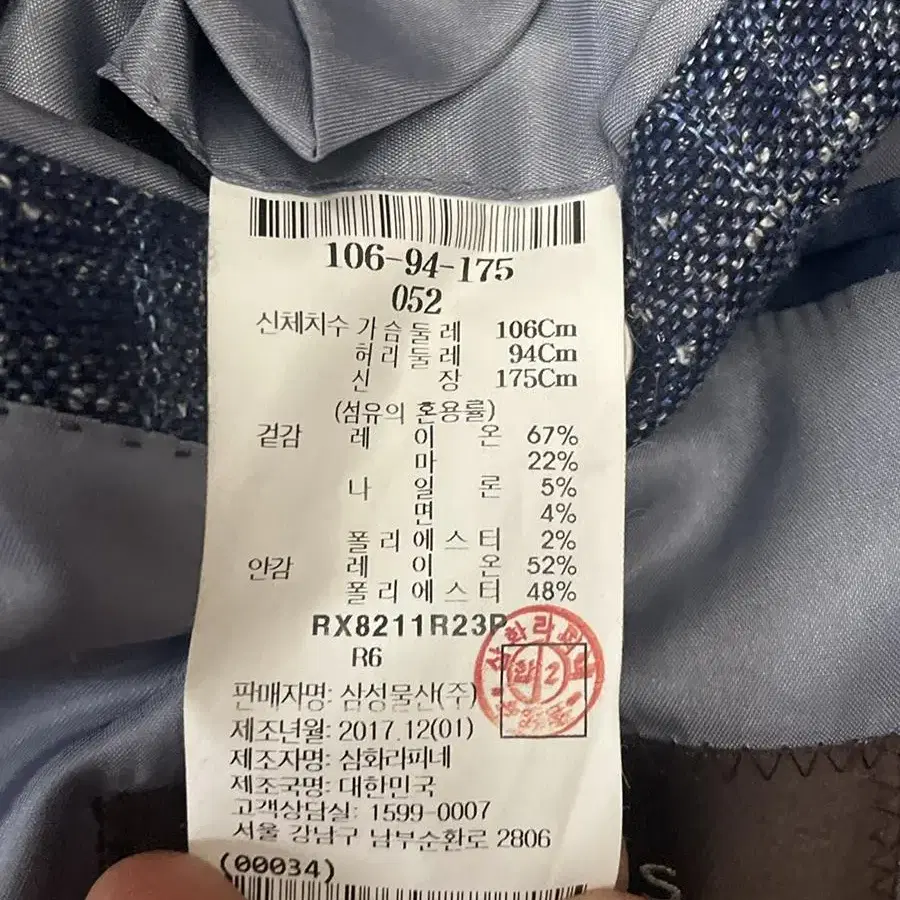 106-94-175
052
신체치수 가슴둘레 106Cm
허리둘레 94Cm
신장 175Cm
(섬유의 혼용률)
겉감 레이온 67%
마 22%
나일론 5%
면 4%
폴리에스터 2%
안감 레이온 52%
폴리에스터 48%
RX8211R23P
R6
판매자명: 삼성물산(주)
제조년월: 2017.12(01)
제조자명: 삼화라피네
제조국명: 대한민국
고객상담실: 1599-0007
서울 강남구 남부순환로 2806
(00034)
S